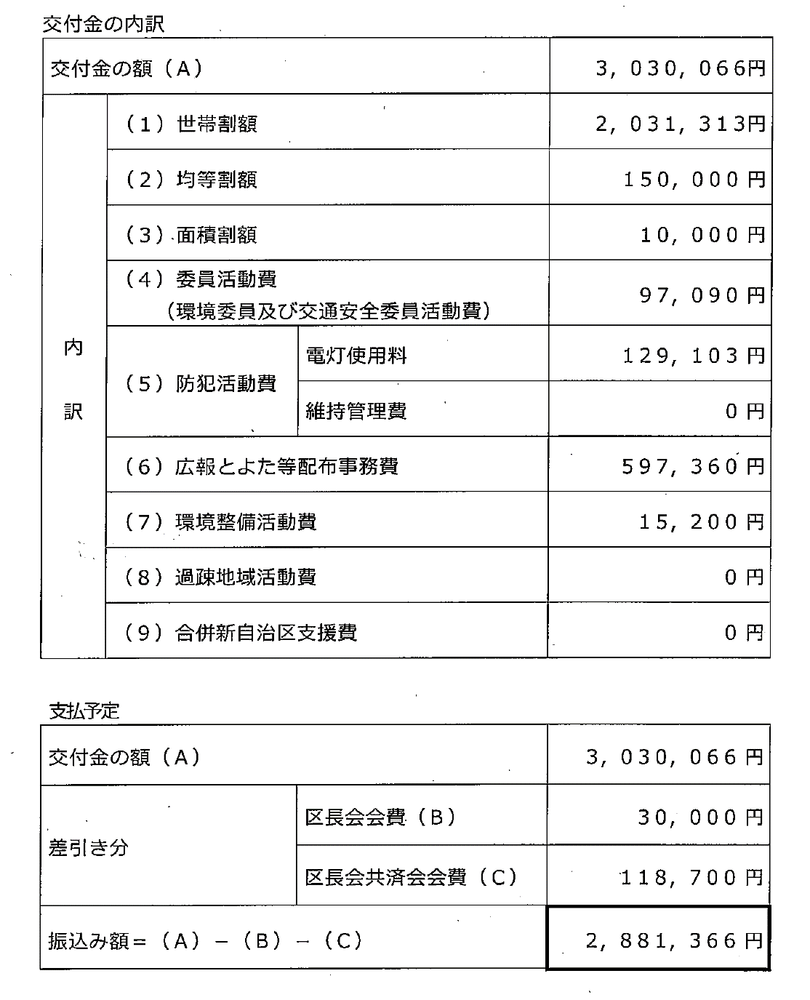 交付金の内訳
交付金の額（A） 3,030,066円
内訳
（1）世帯割額 2,031,313円
（2）均等割額 150,000円
（3）面積割額 10,000円
（4）委員活動費
（環境委員及び交通安全委員活動費） 97,090円
（5）防犯活動費 電灯使用料 129,103円
維持管理費 0円
（6）広報とよた等配布事務費 597,360円
（7）環境整備活動費 15,200円
（8）過疎地域活動費 0円
（9）合併新自治区支援費 0円
支払予定
交付金の額（A） 3,030,066円
差引き分 区長会会費（B） 30,000円
区長会共済会会費（C） 118,700円
振込み額＝（A）－（B）－（C） 2,881,366円